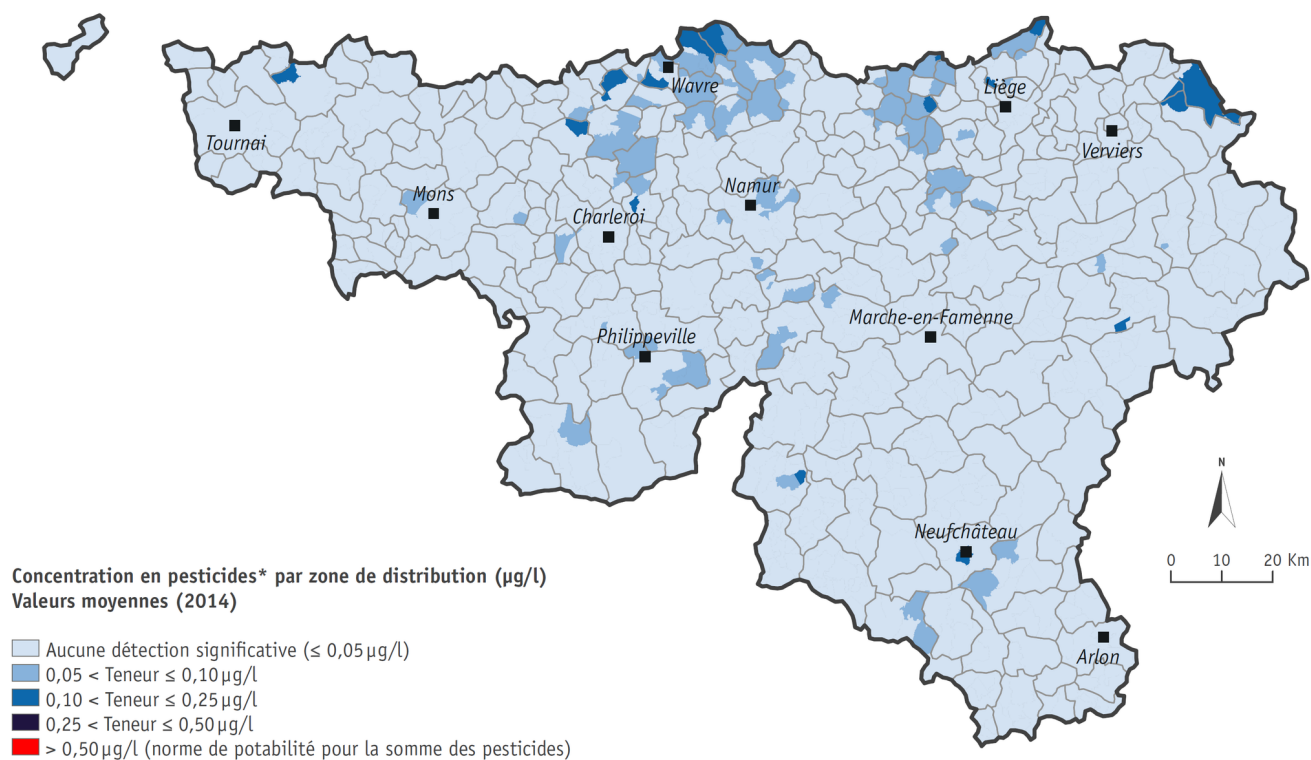 Wavre
Liège
Tournai
Verviers
Mons
Namur
Charleroi
Marche-en-Famenne
Philippeville
N
Neufchâteau
0 10 20 Km
Arlon
Concentration en pesticides* par zone de distribution (µg/l)
Valeurs moyennes (2014)
Aucune détection significative (≤ 0,05 µg/l)
0,05 < Teneur ≤ 0,10 µg/l
0,10 < Teneur ≤ 0,25 µg/l
0,25 < Teneur ≤ 0,50 µg/l
> 0,50 µg/l (norme de potabilité pour la somme des pesticides)